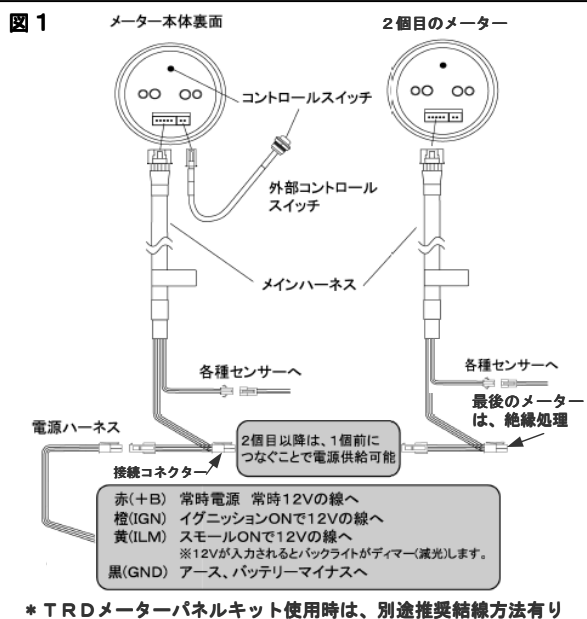 図1
メーター本体裏面
2個目のメーター
コントロールスイッチ
外部コントロール
スイッチ
メインハーネス
各種センサーへ
各種センサーへ
最後のメーター
は、絶縁処理
電源ハーネス
2個目以降は、1個前に
つなぐことで電源供給可能
接続コネクター
赤(+B) 常時電源 常時12Vの線へ
橙(IGN) イグニッションONで12Vの線へ
黄(ILM) スモールONで12Vの線へ
※12Vが入力されるとバックライトがディマー(減光)します。
黒(GND) アース、バッテリーマイナスへ
*TRDメーターパネルキット使用時は、別途推奨結線方法有り